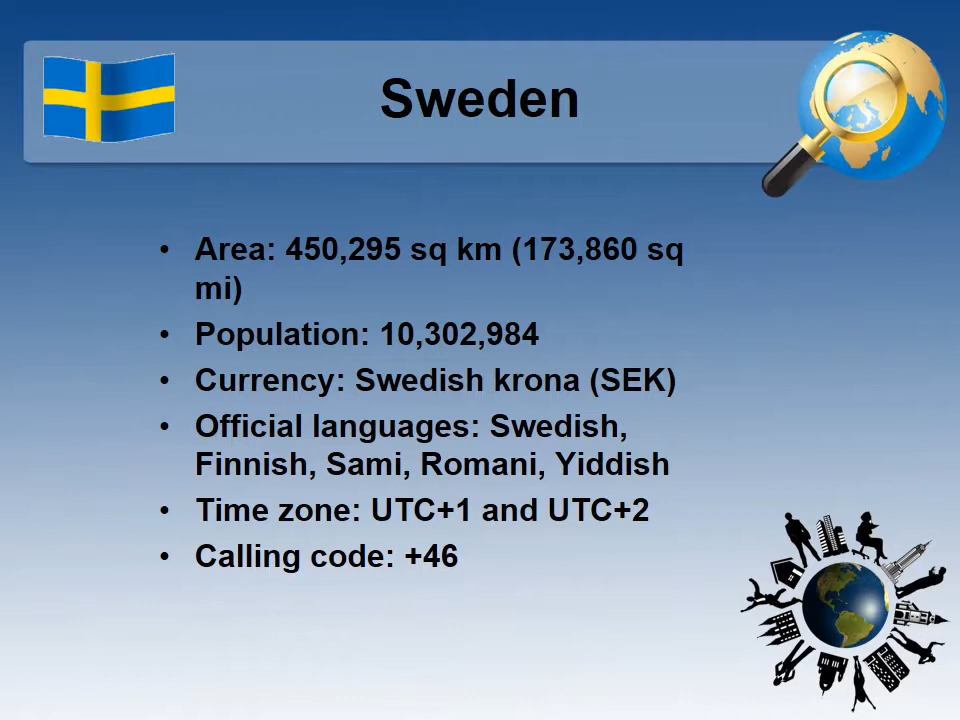 Sweden
• Area: 450,295 sq km (173,860 sq
mi)
• Population: 10,302,984
• Currency: Swedish krona (SEK)
• Official languages: Swedish,
Finnish, Sami, Romani, Yiddish
• Time zone: UTC+1 and UTC+2
• Calling code: +46